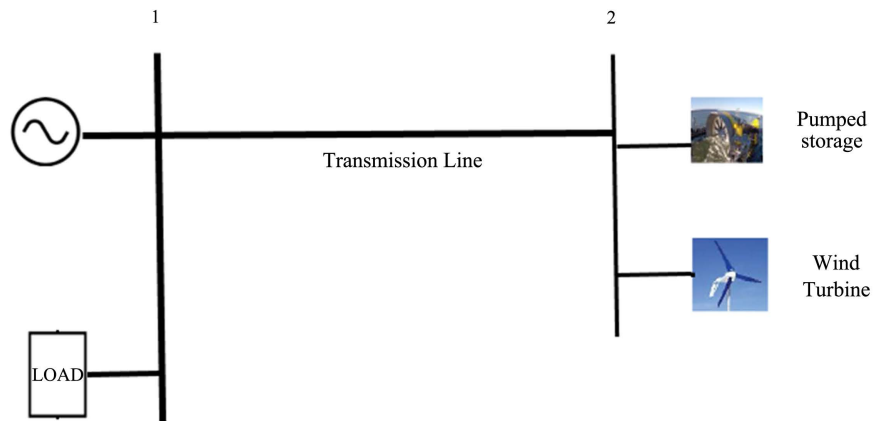 1
2
Pumped
storage
Transmission Line
Wind
Turbine
LOAD